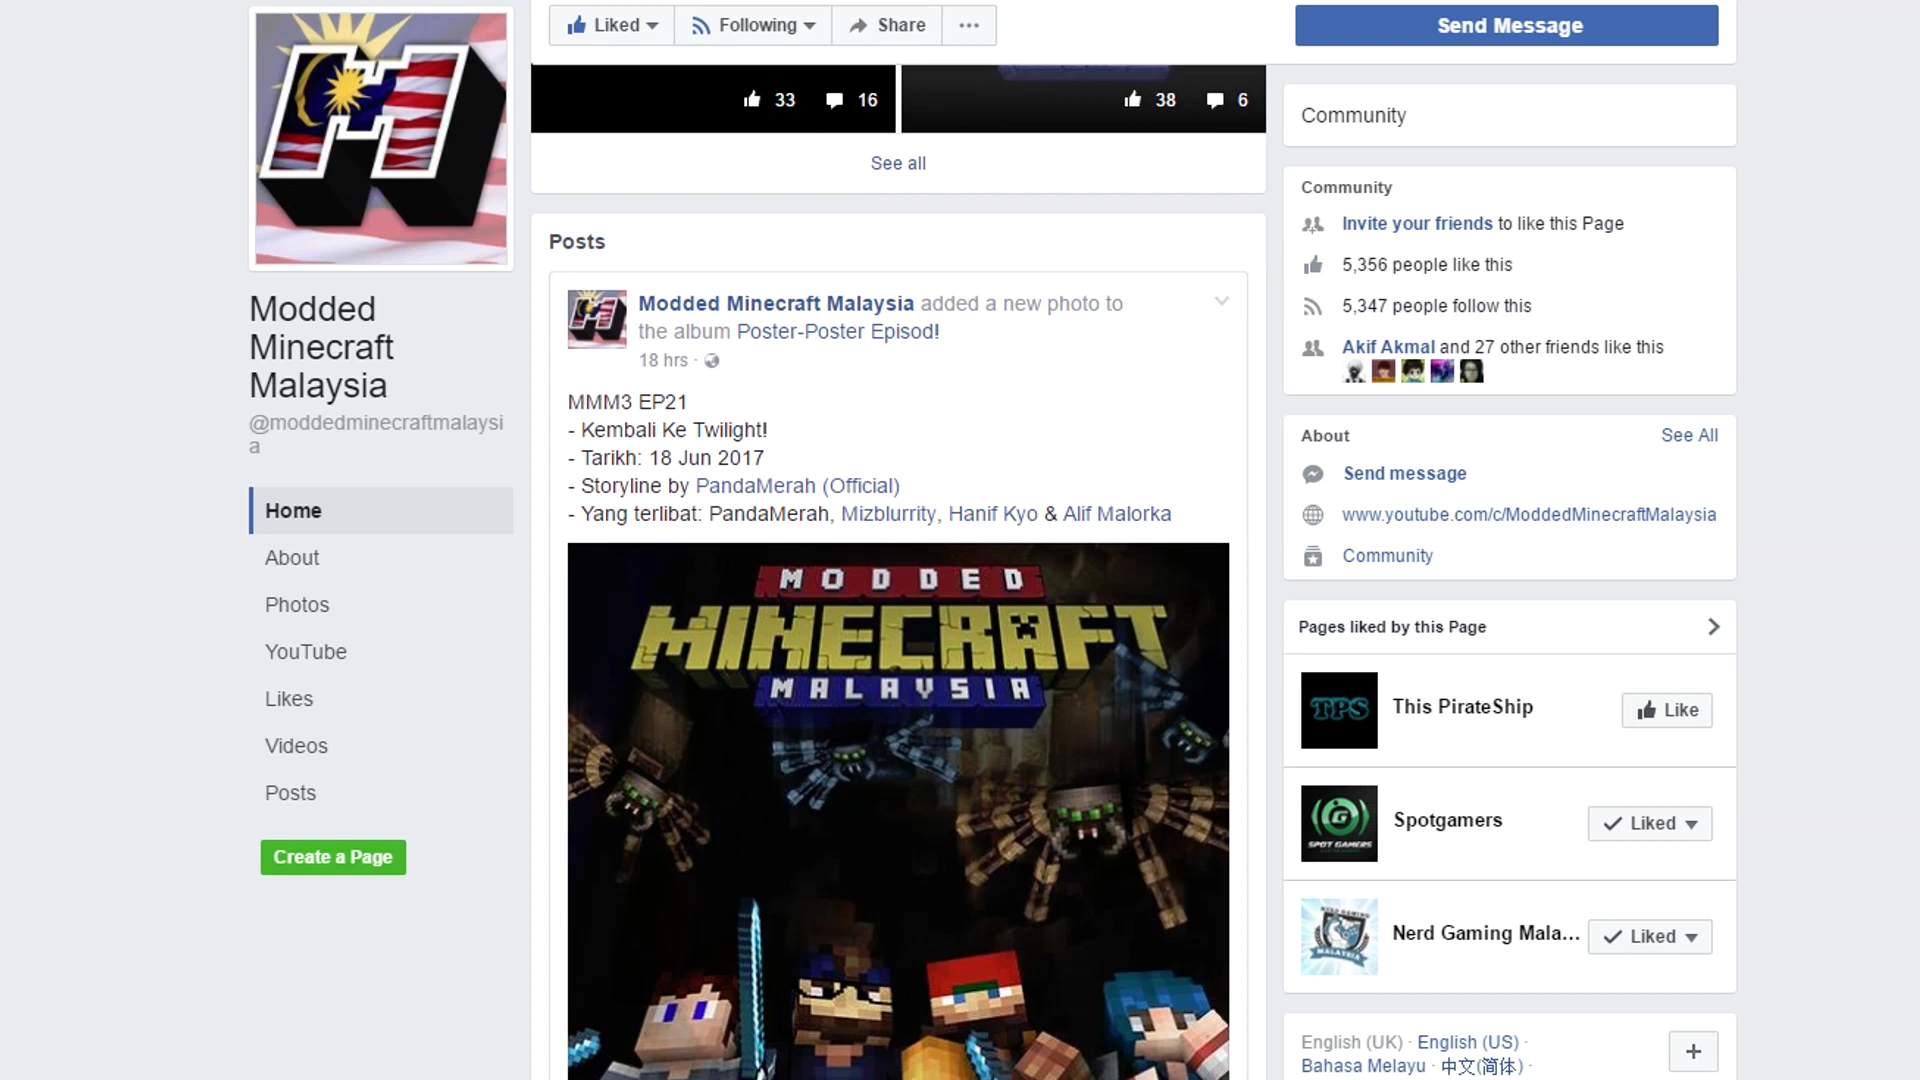 Liked
Following
Share
Send Message
33
16
38
6
See all
Modded
Minecraft
Malaysia
@moddedminecraftmalaysi
a
Home
About
Photos
YouTube
Likes
Videos
Posts
Create a Page
Posts
Modded Minecraft Malaysia added a new photo to
the album Poster-Poster Episod!
18 hrs ·
MMM3 EP21
- Kembali Ke Twilight!
- Tarikh: 18 Jun 2017
- Storyline by PandaMerah (Official)
- Yang terlibat: PandaMerah, Mizblurrity, Hanif Kyo & Alif Malorka
MODDED
MINECRAFT
MALAYSIA
Community
Community
Invite your friends to like this Page
5,356 people like this
5,347 people follow this
Akif Akmal and 27 other friends like this
About
See All
Send message
www.youtube.com/c/ModdedMinecraftMalaysia
Community
Pages liked by this Page
TPS
This PirateShip
Like
SPOT GAMERS
Spotgamers
Liked
NERD GAMING
MALAYSIA
Nerd Gaming Mala...
Liked
English (UK) · English (US) ·
Bahasa Melayu · 中文(简体) ·